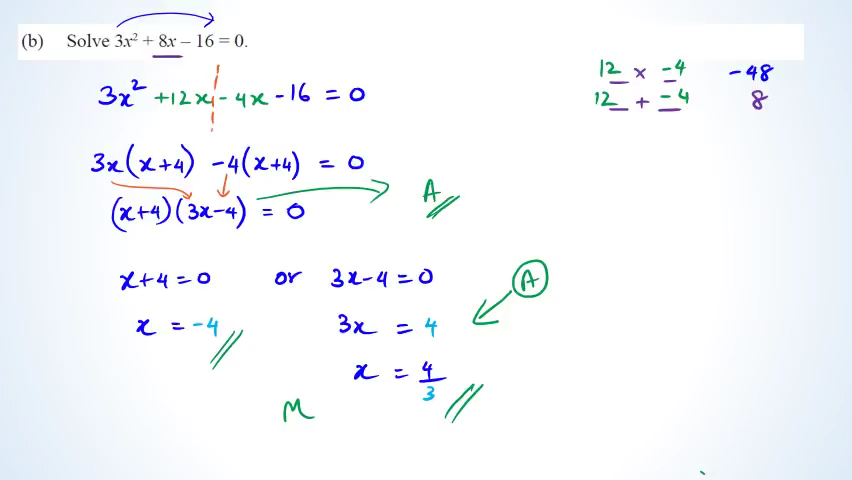 (b) Solve 3x² + 8x – 16 = 0.
12 × -4 -48
12 + -4 8
3x² +12x - 4x -16 = 0
3x(x+4) -4(x+4) = 0
(x+4)(3x-4) = 0
A
x+4=0 or 3x-4=0
A
x = -4
3x = 4
x = 4/3
M